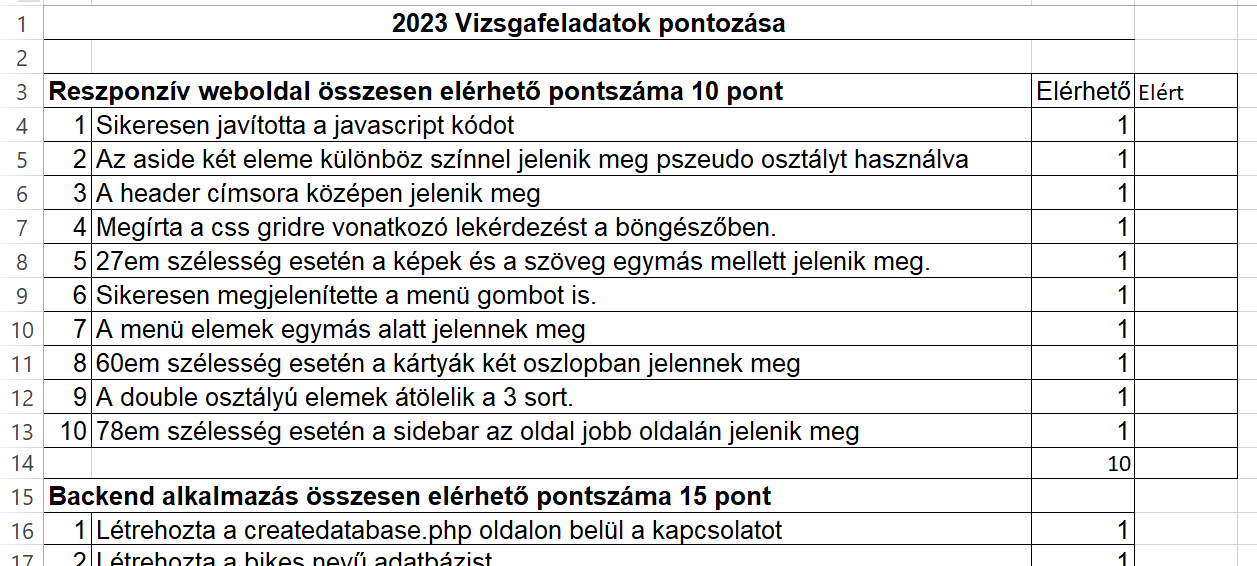 1 2023 Vizsgafeladatok pontozása
2
3 Reszponzív weboldal összesen elérhető pontszáma 10 pont Elérhető Elért
4 1 Sikeresen javította a javascript kódot 1
5 2 Az aside két eleme különböz színnel jelenik meg pszeudo osztályt használva 1
6 3 A header címsora középen jelenik meg 1
7 4 Megírta a css gridre vonatkozó lekérdezést a böngészőben. 1
8 5 27em szélesség esetén a képek és a szöveg egymás mellett jelenik meg. 1
9 6 Sikeresen megjelenítette a menü gombot is. 1
10 7 A menü elemek egymás alatt jelennek meg 1
11 8 60em szélesség esetén a kártyák két oszlopban jelennek meg 1
12 9 A double osztályú elemek átölelik a 3 sort. 1
13 10 78em szélesség esetén a sidebar az oldal jobb oldalán jelenik meg 1
14 10
15 Backend alkalmazás összesen elérhető pontszáma 15 pont
16 1 Létrehozta a createdatabase.php oldalon belül a kapcsolatot 1
17 2 Létrehozta a bikes nevű adatbázist 1